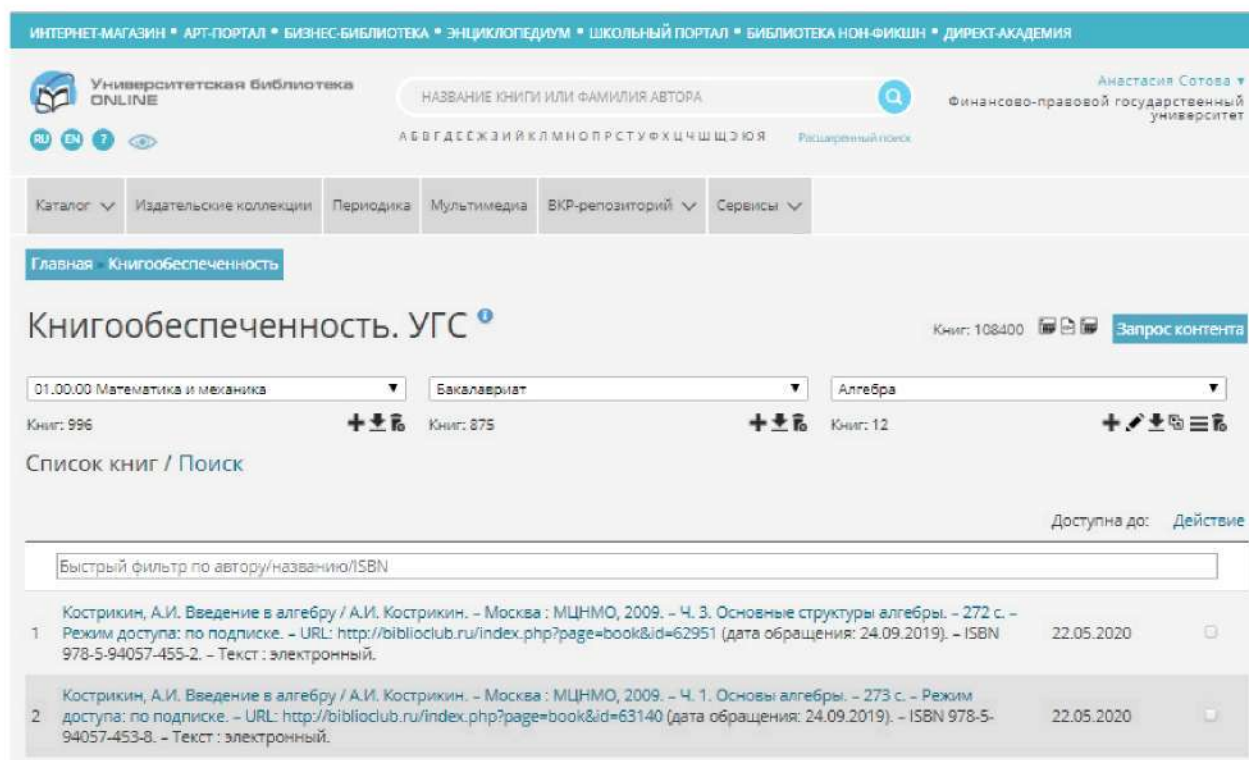 ИНТЕРНЕТ-МАГАЗИН • АРТ-ПОРТАЛ • БИЗНЕС-БИБЛИОТЕКА • ЭНЦИКЛОПЕДИУМ • ШКОЛЬНЫЙ ПОРТАЛ • БИБЛИОТЕКА НОН-ФИКШН • ДИРЕКТ-АКАДЕМИЯ
Университетская библиотека
ONLINE
НАЗВАНИЕ КНИГИ ИЛИ ФАМИЛИЯ АВТОРА
Анастасия Сотова ▾
Финансово-правовой государственный
университет
RU EN ?
А Б В Г Д Е Ё Ж З И Й К Л М Н О П Р С Т У Ф Х Ц Ч Ш Щ Э Ю Я
Расширенный поиск
Каталог Издательские коллекции Периодика Мультимедиа ВКР-репозиторий Сервисы
Главная » Книгообеспеченность
Книгообеспеченность. УГС
Книг: 108400 Запрос контента
01.00.00 Математика и механика ▼ Бакалавриат ▼ Алгебра ▼
Книг: 996 Книг: 875 Книг: 12
Список книг / Поиск
Доступна до: Действие
Быстрый фильтр по автору/названию/ISBN
Кострикин, А.И. Введение в алгебру / А.И. Кострикин. – Москва : МЦНМО, 2009. – Ч. 3. Основные структуры алгебры. – 272 с. –
1 Режим доступа: по подписке. – URL: http://biblioclub.ru/index.php?page=book&id=62951 (дата обращения: 24.09.2019). – ISBN 22.05.2020
978-5-94057-455-2. – Текст : электронный.
Кострикин, А.И. Введение в алгебру / А.И. Кострикин. – Москва : МЦНМО, 2009. – Ч. 1. Основы алгебры. – 273 с. – Режим
2 доступа: по подписке. – URL: http://biblioclub.ru/index.php?page=book&id=63140 (дата обращения: 24.09.2019). – ISBN 978-5- 22.05.2020
94057-453-8. – Текст : электронный.